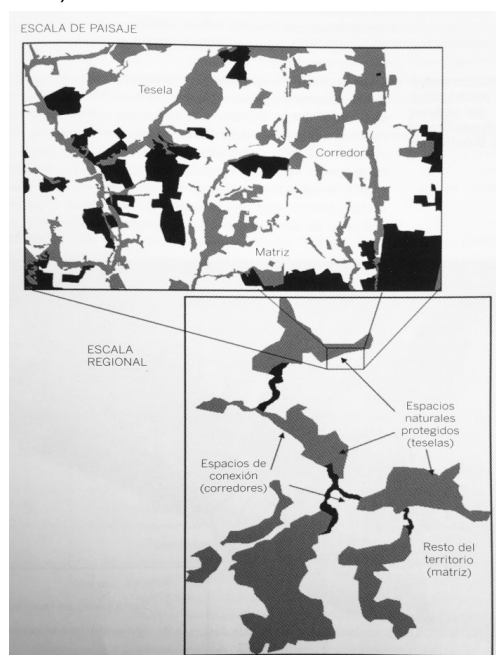 ESCALA DE PAISAJE
Tesela
Corredor
Matriz
ESCALA
REGIONAL
Espacios
naturales
protegidos
(teselas)
Espacios de
conexión
(corredores)
Resto del
territorio
(matriz)